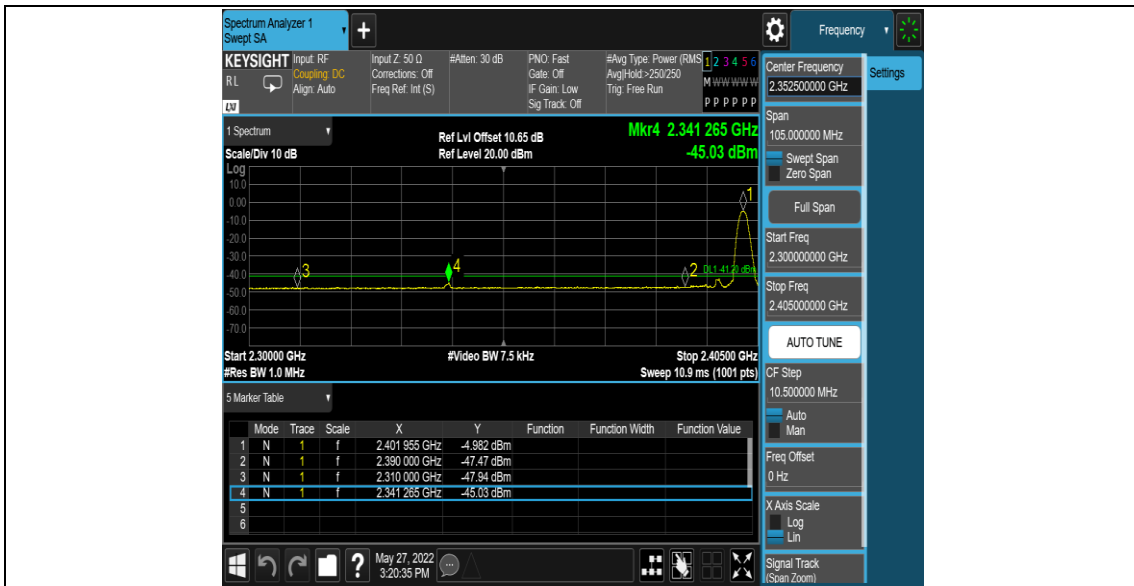 Spectrum Analyzer 1
Swept SA
+
Frequency
KEYSIGHT
RL
LXI
Input: RF
Coupling: DC
Align: Auto
Input Z: 50 Ω
Corrections: Off
Freq Ref: Int (S)
#Atten: 30 dB
PNO: Fast
Gate: Off
IF Gain: Low
Sig Track: Off
#Avg Type: Power (RMS
Avg|Hold:>250/250
Trig: Free Run
1 2 3 4 5 6
M W W W W W
P P P P P P
1 Spectrum
Scale/Div 10 dB
Ref Lvl Offset 10.65 dB
Ref Level 20.00 dBm
Mkr4 2.341 265 GHz
-45.03 dBm
Log
10.0
0.00
-10.0
-20.0
-30.0
-40.0
-50.0
-60.0
-70.0
1
2
3
4
DL1 -41.20 dBm
Start 2.30000 GHz
#Res BW 1.0 MHz
#Video BW 7.5 kHz
Stop 2.40500 GHz
Sweep 10.9 ms (1001 pts)
5 Marker Table
Mode Trace Scale X Y Function Function Width Function Value
1 N 1 f 2.401 955 GHz -4.982 dBm
2 N 1 f 2.390 000 GHz -47.47 dBm
3 N 1 f 2.310 000 GHz -47.94 dBm
4 N 1 f 2.341 265 GHz -45.03 dBm
5
6
?
May 27, 2022
3:20:35 PM
Center Frequency
2.352500000 GHz
Settings
Span
105.000000 MHz
Swept Span
Zero Span
Full Span
Start Freq
2.300000000 GHz
Stop Freq
2.405000000 GHz
AUTO TUNE
CF Step
10.500000 MHz
Auto
Man
Freq Offset
0 Hz
X Axis Scale
Log
Lin
Signal Track
(Span Zoom)